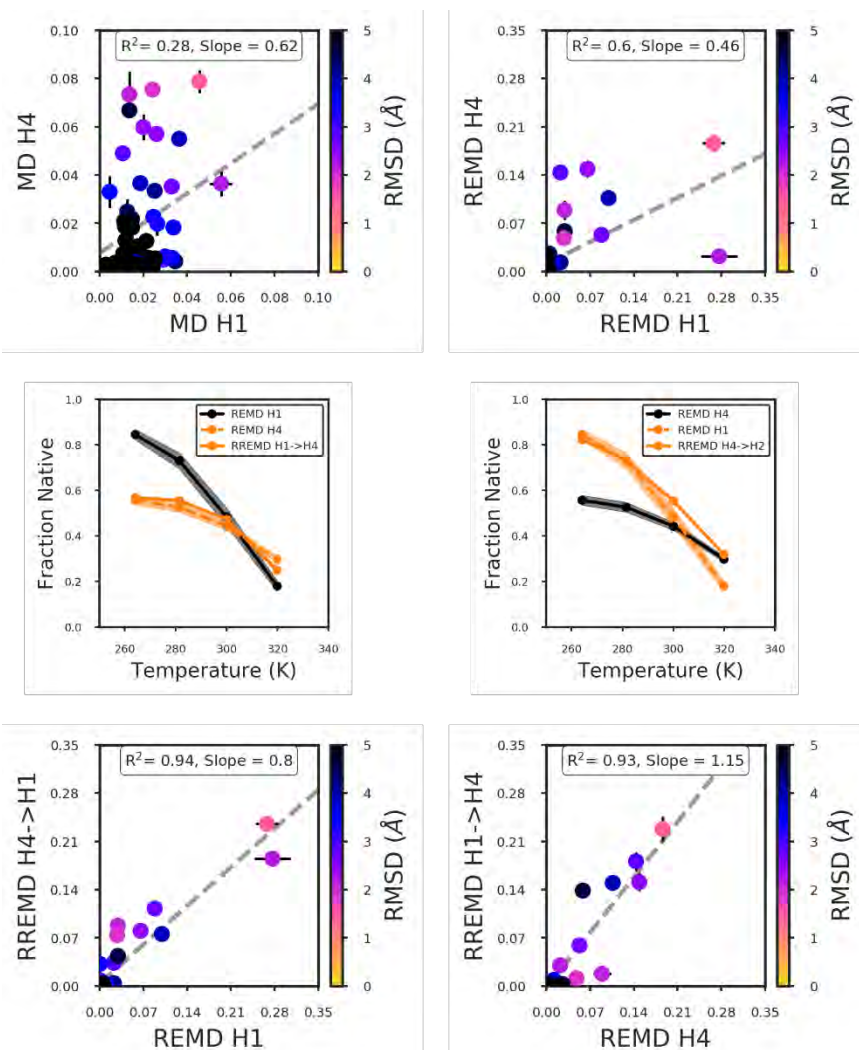 R²= 0.28, Slope = 0.62
MD H4
0.10
0.08
0.06
0.04
0.02
0.00
0.00 0.02 0.04 0.06 0.08 0.10
MD H1
5
4
3
2
1
0
RMSD (Å)
R²= 0.6, Slope = 0.46
REMD H4
0.35
0.28
0.21
0.14
0.07
0.00
0.00 0.07 0.14 0.21 0.28 0.35
REMD H1
5
4
3
2
1
0
RMSD (Å)
Fraction Native
1.0
0.8
0.6
0.4
0.2
0.0
REMD H1
REMD H4
RREMD H1->H4
260 280 300 320 340
Temperature (K)
Fraction Native
1.0
0.8
0.6
0.4
0.2
0.0
REMD H4
REMD H1
RREMD H4->H2
260 280 300 320 340
Temperature (K)
R²= 0.94, Slope = 0.8
RREMD H4->H1
0.35
0.28
0.21
0.14
0.07
0.00
0.00 0.07 0.14 0.21 0.28 0.35
REMD H1
5
4
3
2
1
0
RMSD (Å)
R²= 0.93, Slope = 1.15
RREMD H1->H4
0.35
0.28
0.21
0.14
0.07
0.00
0.00 0.07 0.14 0.21 0.28 0.35
REMD H4
5
4
3
2
1
0
RMSD (Å)